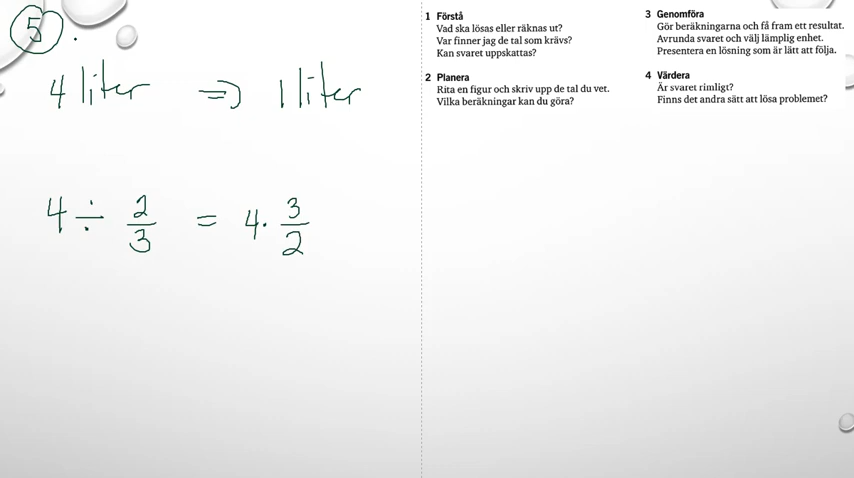 5.
4 liter ⇒ 1 liter
4 ÷ 2/3 = 4 · 3/2
1 Förstå
Vad ska lösas eller räknas ut?
Var finner jag de tal som krävs?
Kan svaret uppskattas?
2 Planera
Rita en figur och skriv upp de tal du vet.
Vilka beräkningar kan du göra?
3 Genomföra
Gör beräkningarna och få fram ett resultat.
Avrunda svaret och välj lämplig enhet.
Presentera en lösning som är lätt att följa.
4 Värdera
Är svaret rimligt?
Finns det andra sätt att lösa problemet?